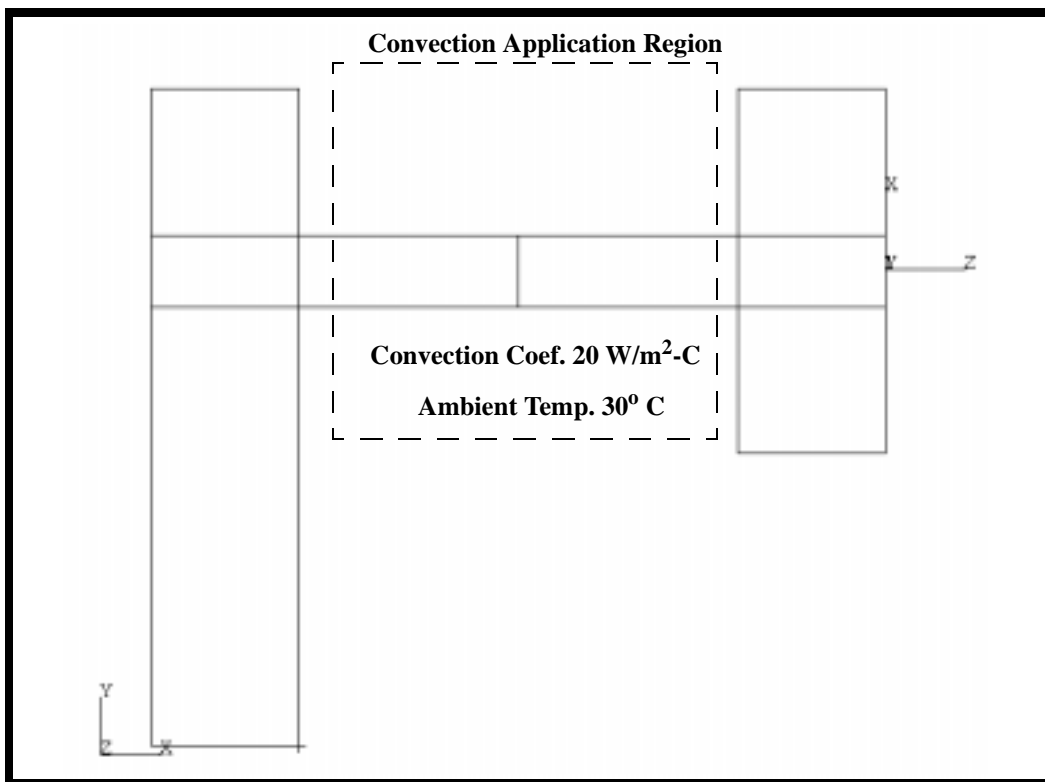 Convection Application Region
X
Y
Z
Convection Coef. 20 W/m²-C
Ambient Temp. 30º C
Y
Z
X